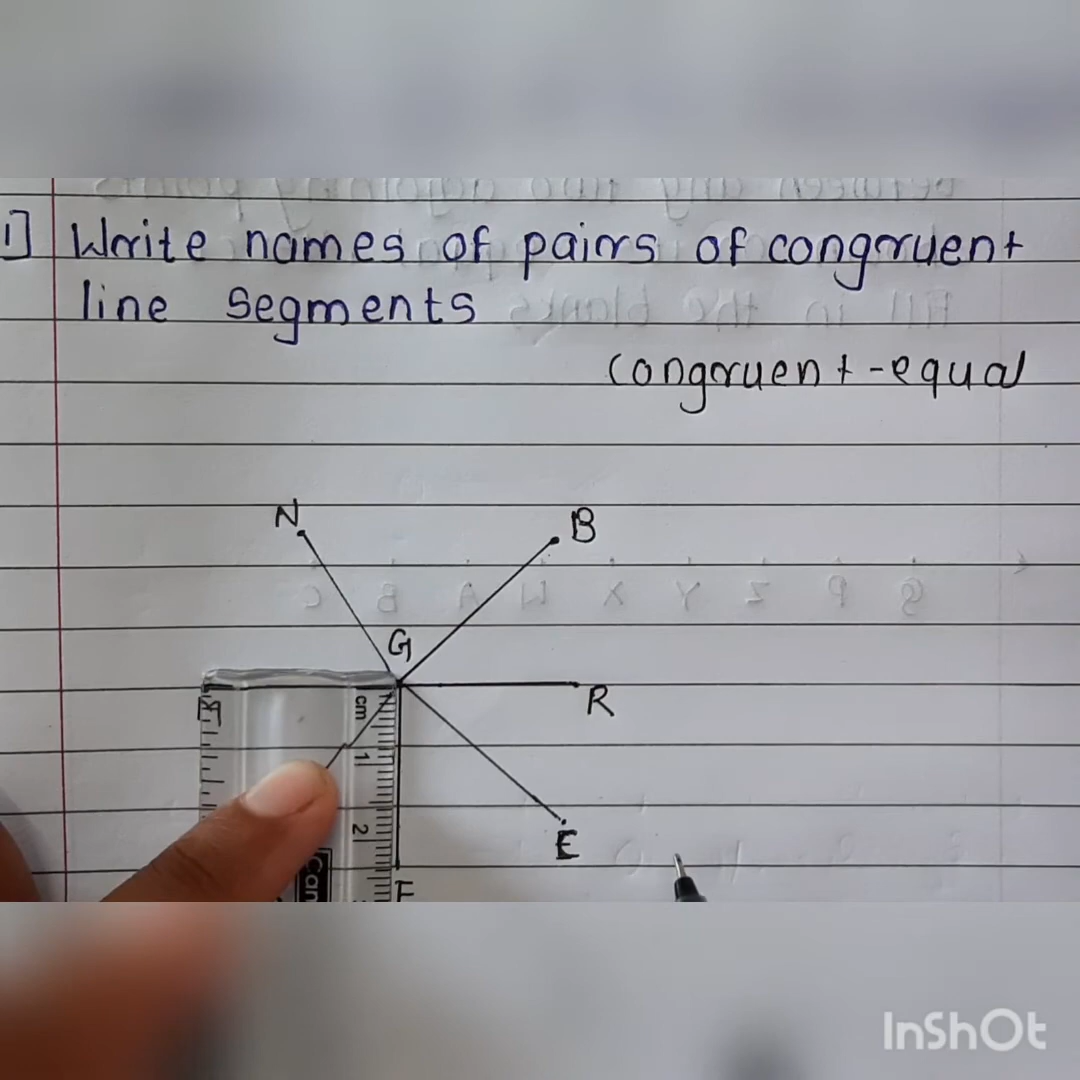 1] Write names of pairs of congruent
line segments
congruent - equal
N
B
G
R
cm
1
2
E
F
InShOt